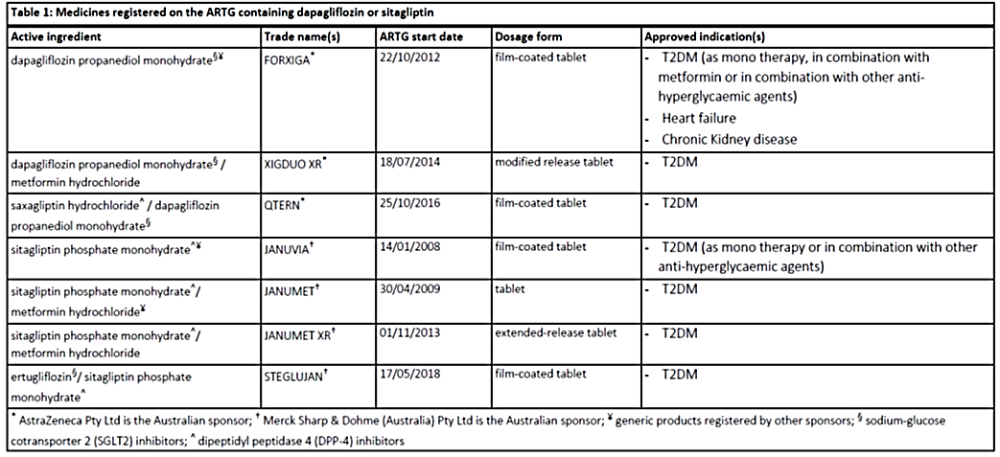 Table 1: Medicines registered on the ARTG containing dapagliflozin or sitagliptin
Active ingredient Trade name(s) ARTG start date Dosage form Approved indication(s)
dapagliflozin propanediol monohydrate§¥ FORXIGA* 22/10/2012 film-coated tablet - T2DM (as mono therapy, in combination with
metformin or in combination with other anti-
hyperglycaemic agents)
- Heart failure
- Chronic Kidney disease
dapagliflozin propanediol monohydrate§ / XIGDUO XR* 18/07/2014 modified release tablet - T2DM
metformin hydrochloride
saxagliptin hydrochloride^ / dapagliflozin QTERN* 25/10/2016 film-coated tablet - T2DM
propanediol monohydrate§
sitagliptin phosphate monohydrate^¥ JANUVIA† 14/01/2008 film-coated tablet - T2DM (as mono therapy or in combination with other
anti-hyperglycaemic agents)
sitagliptin phosphate monohydrate^/ JANUMET† 30/04/2009 tablet - T2DM
metformin hydrochloride¥
sitagliptin phosphate monohydrate^/ JANUMET XR† 01/11/2013 extended-release tablet - T2DM
metformin hydrochloride
ertugliflozin§/ sitagliptin phosphate STEGLUJAN† 17/05/2018 film-coated tablet - T2DM
monohydrate^
* AstraZeneca Pty Ltd is the Australian sponsor; † Merck Sharp & Dohme (Australia) Pty Ltd is the Australian sponsor; ¥ generic products registered by other sponsors; § sodium-glucose
cotransporter 2 (SGLT2) inhibitors; ^ dipeptidyl peptidase 4 (DPP-4) inhibitors